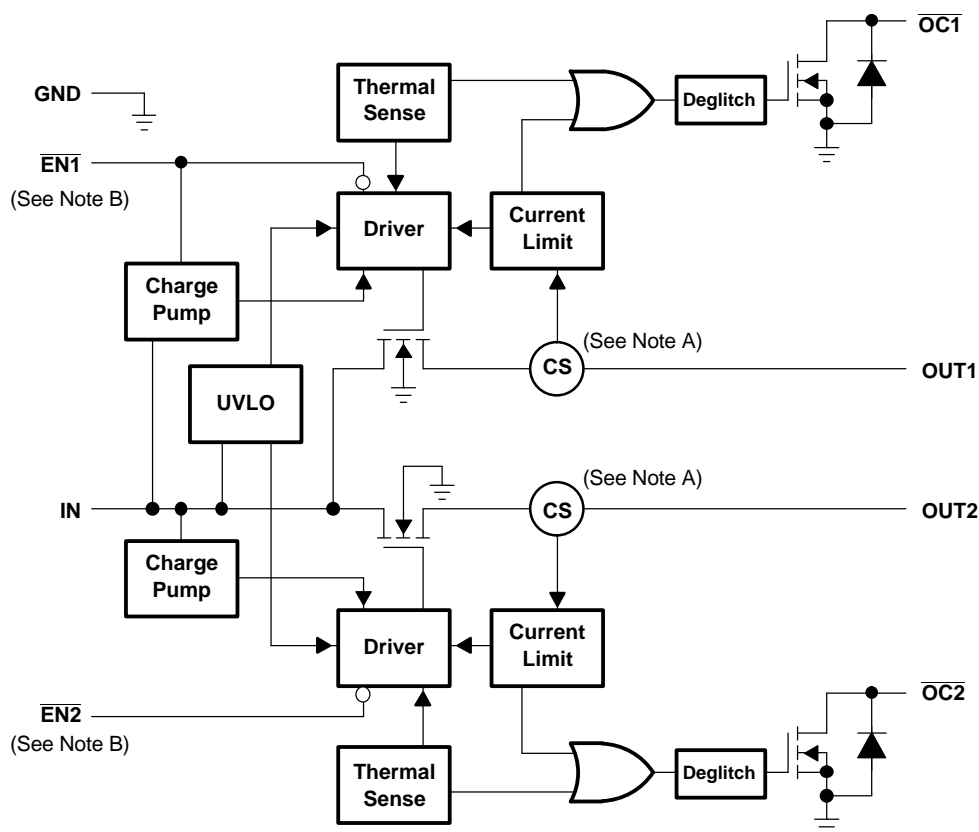 OC1
Thermal
Sense
GND
Deglitch
EN1
(See Note B)
Driver
Current
Limit
Charge
Pump
(See Note A)
CS
OUT1
UVLO
(See Note A)
IN
CS
OUT2
Charge
Pump
Driver
Current
Limit
OC2
EN2
(See Note B)
Thermal
Sense
Deglitch